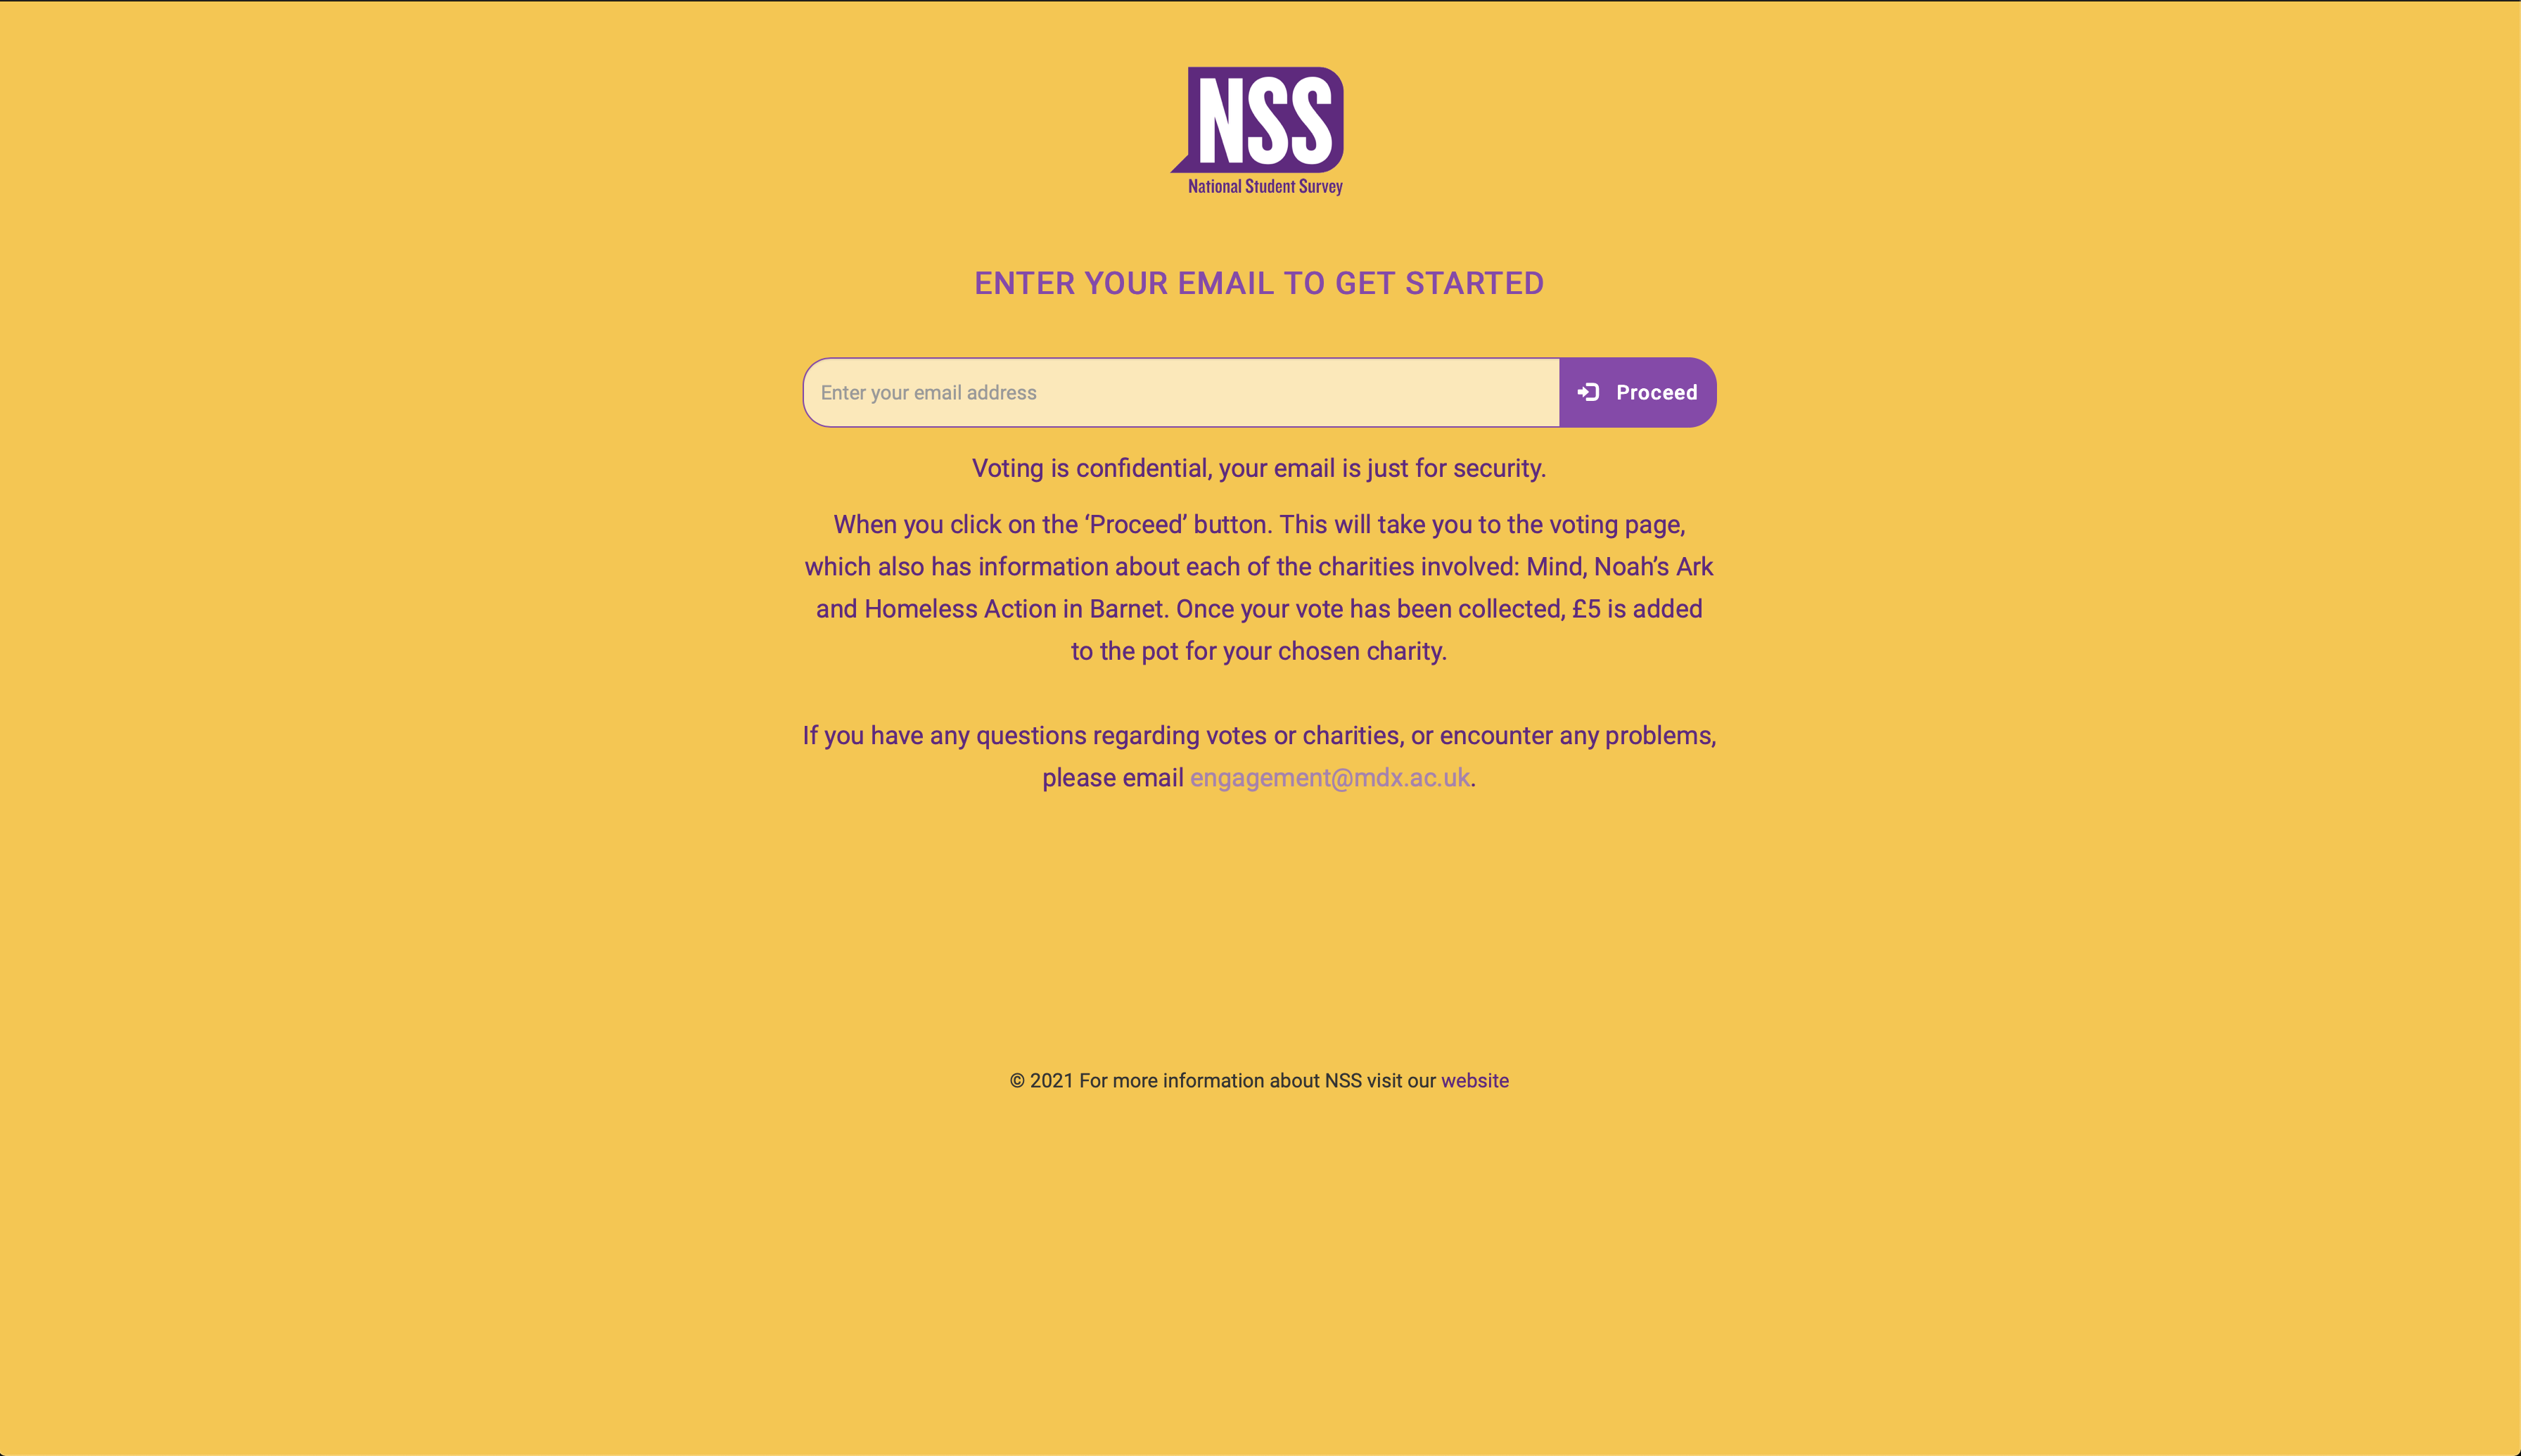 NSS
National Student Survey
ENTER YOUR EMAIL TO GET STARTED
Enter your email address
Proceed
Voting is confidential, your email is just for security.
When you click on the ‘Proceed’ button. This will take you to the voting page,
which also has information about each of the charities involved: Mind, Noah’s Ark
and Homeless Action in Barnet. Once your vote has been collected, £5 is added
to the pot for your chosen charity.
If you have any questions regarding votes or charities, or encounter any problems,
please email engagement@mdx.ac.uk.
© 2021 For more information about NSS visit our website